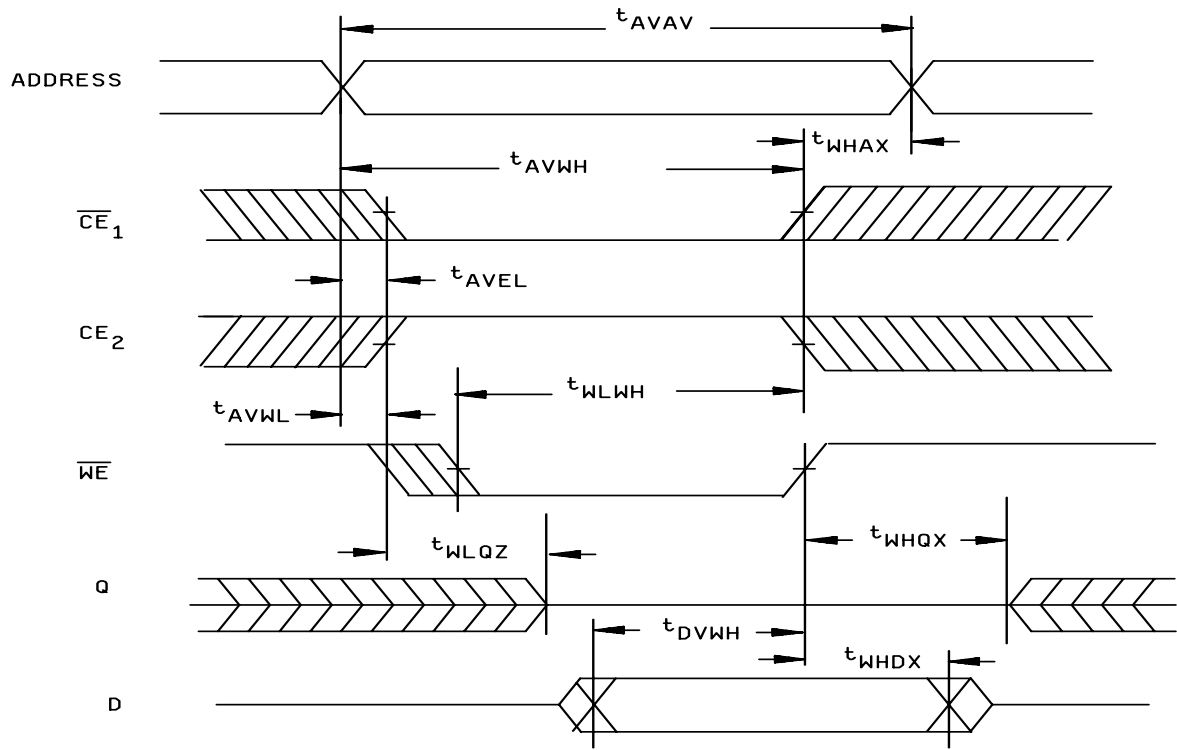 tAVAV
ADDRESS
tWHAX
tAVWH
CE1
tAVEL
CE2
tWLWH
tAVWL
WE
tWHQX
tWLQZ
Q
tDVWH
tWHDX
D